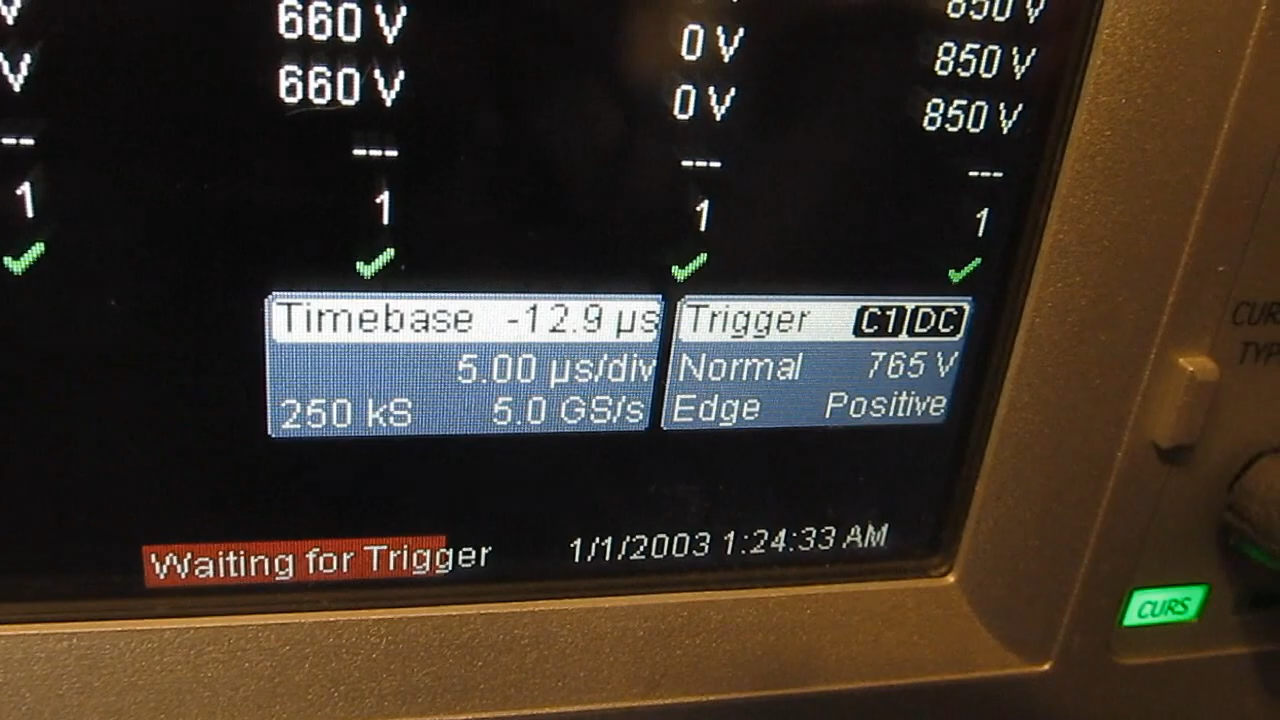 V 660 V 0 V 850 V
V 660 V 0 V 850 V
850 V
--- --- --- ---
1 1 1 1
Timebase -12.9 µs
5.00 µs/div
250 kS 5.0 GS/s
Trigger C1 DC
Normal 765 V
Edge Positive
Waiting for Trigger 1/1/2003 1:24:33 AM
CURS